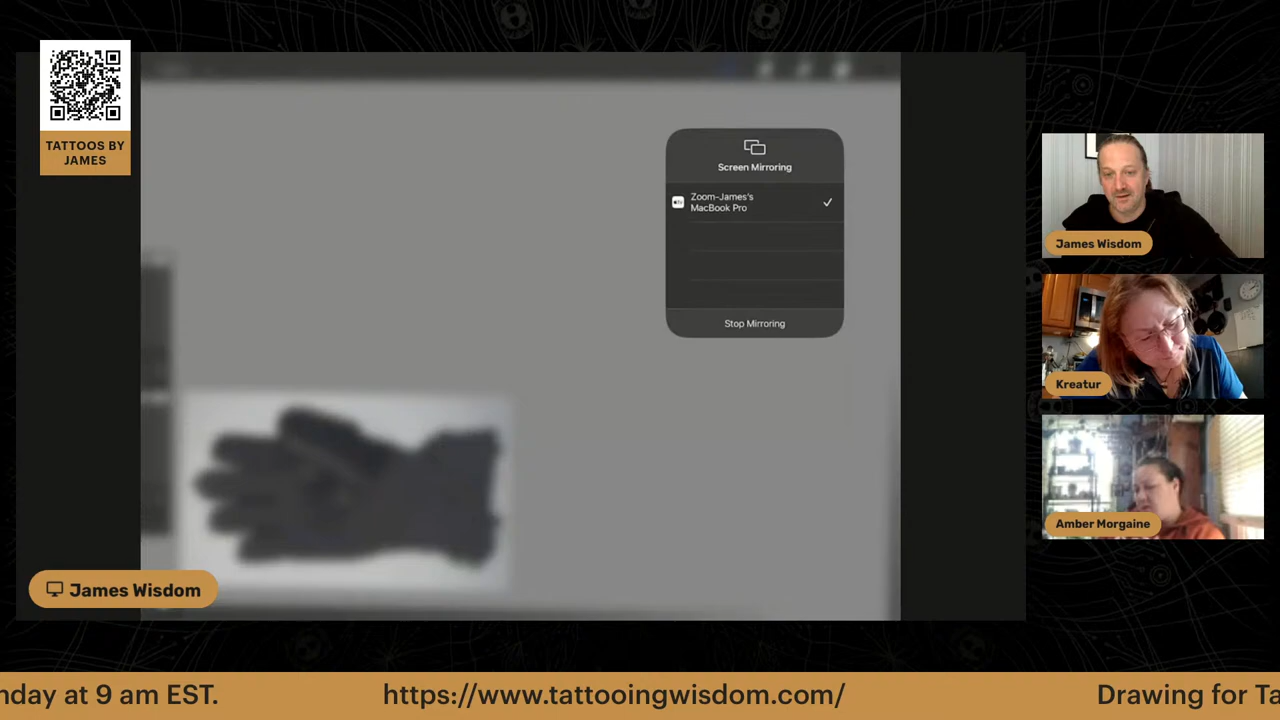 TATTOOS BY
JAMES
Screen Mirroring
Zoom-James's
MacBook Pro
Stop Mirroring
James Wisdom
Kreatur
Amber Morgaine
James Wisdom
nday at 9 am EST.
https://www.tattooingwisdom.com/
Drawing for Ta